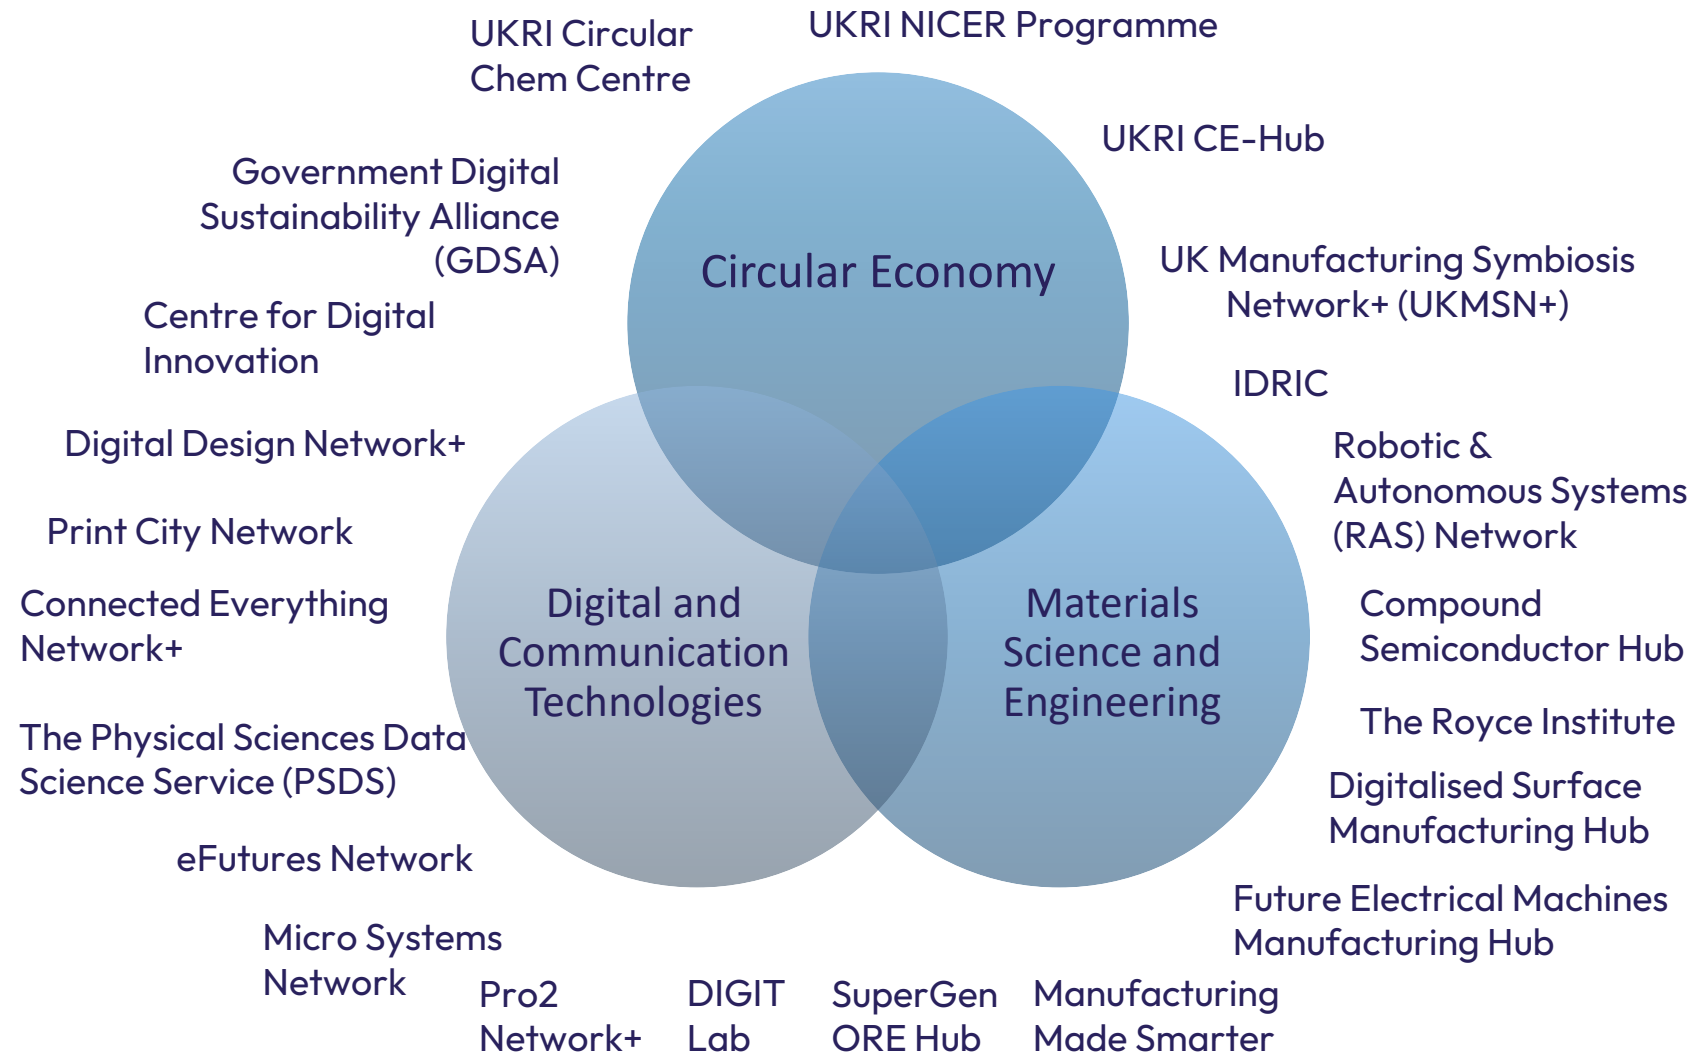 UKRI Circular
Chem Centre
UKRI NICER Programme
UKRI CE-Hub
Government Digital
Sustainability Alliance
(GDSA)
Circular Economy
UK Manufacturing Symbiosis
Network+ (UKMSN+)
Centre for Digital
Innovation
IDRIC
Digital Design Network+
Robotic &
Autonomous Systems
(RAS) Network
Print City Network
Connected Everything
Network+
Digital and
Communication
Technologies
Materials
Science and
Engineering
Compound
Semiconductor Hub
The Physical Sciences Data
Science Service (PSDS)
The Royce Institute
Digitalised Surface
Manufacturing Hub
eFutures Network
Future Electrical Machines
Manufacturing Hub
Micro Systems
Network
Pro2
Network+
DIGIT
Lab
SuperGen
ORE Hub
Manufacturing
Made Smarter